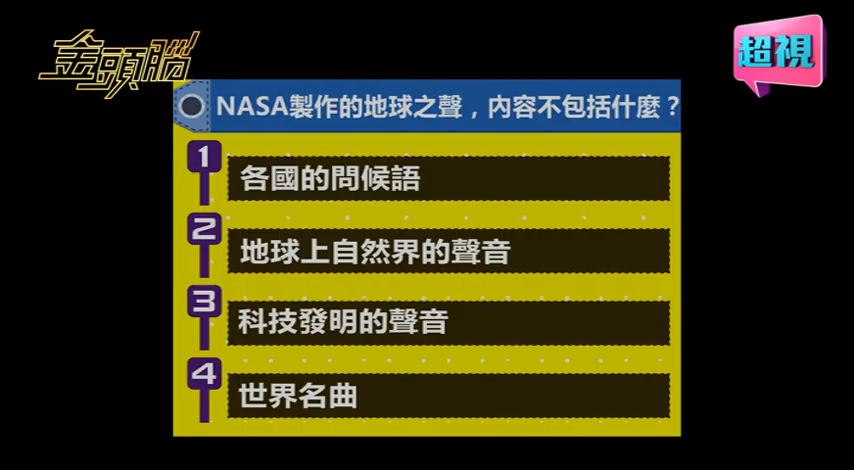 金頭腦
超視
NASA製作的地球之聲，內容不包括什麼？
1 各國的問候語
2 地球上自然界的聲音
3 科技發明的聲音
4 世界名曲